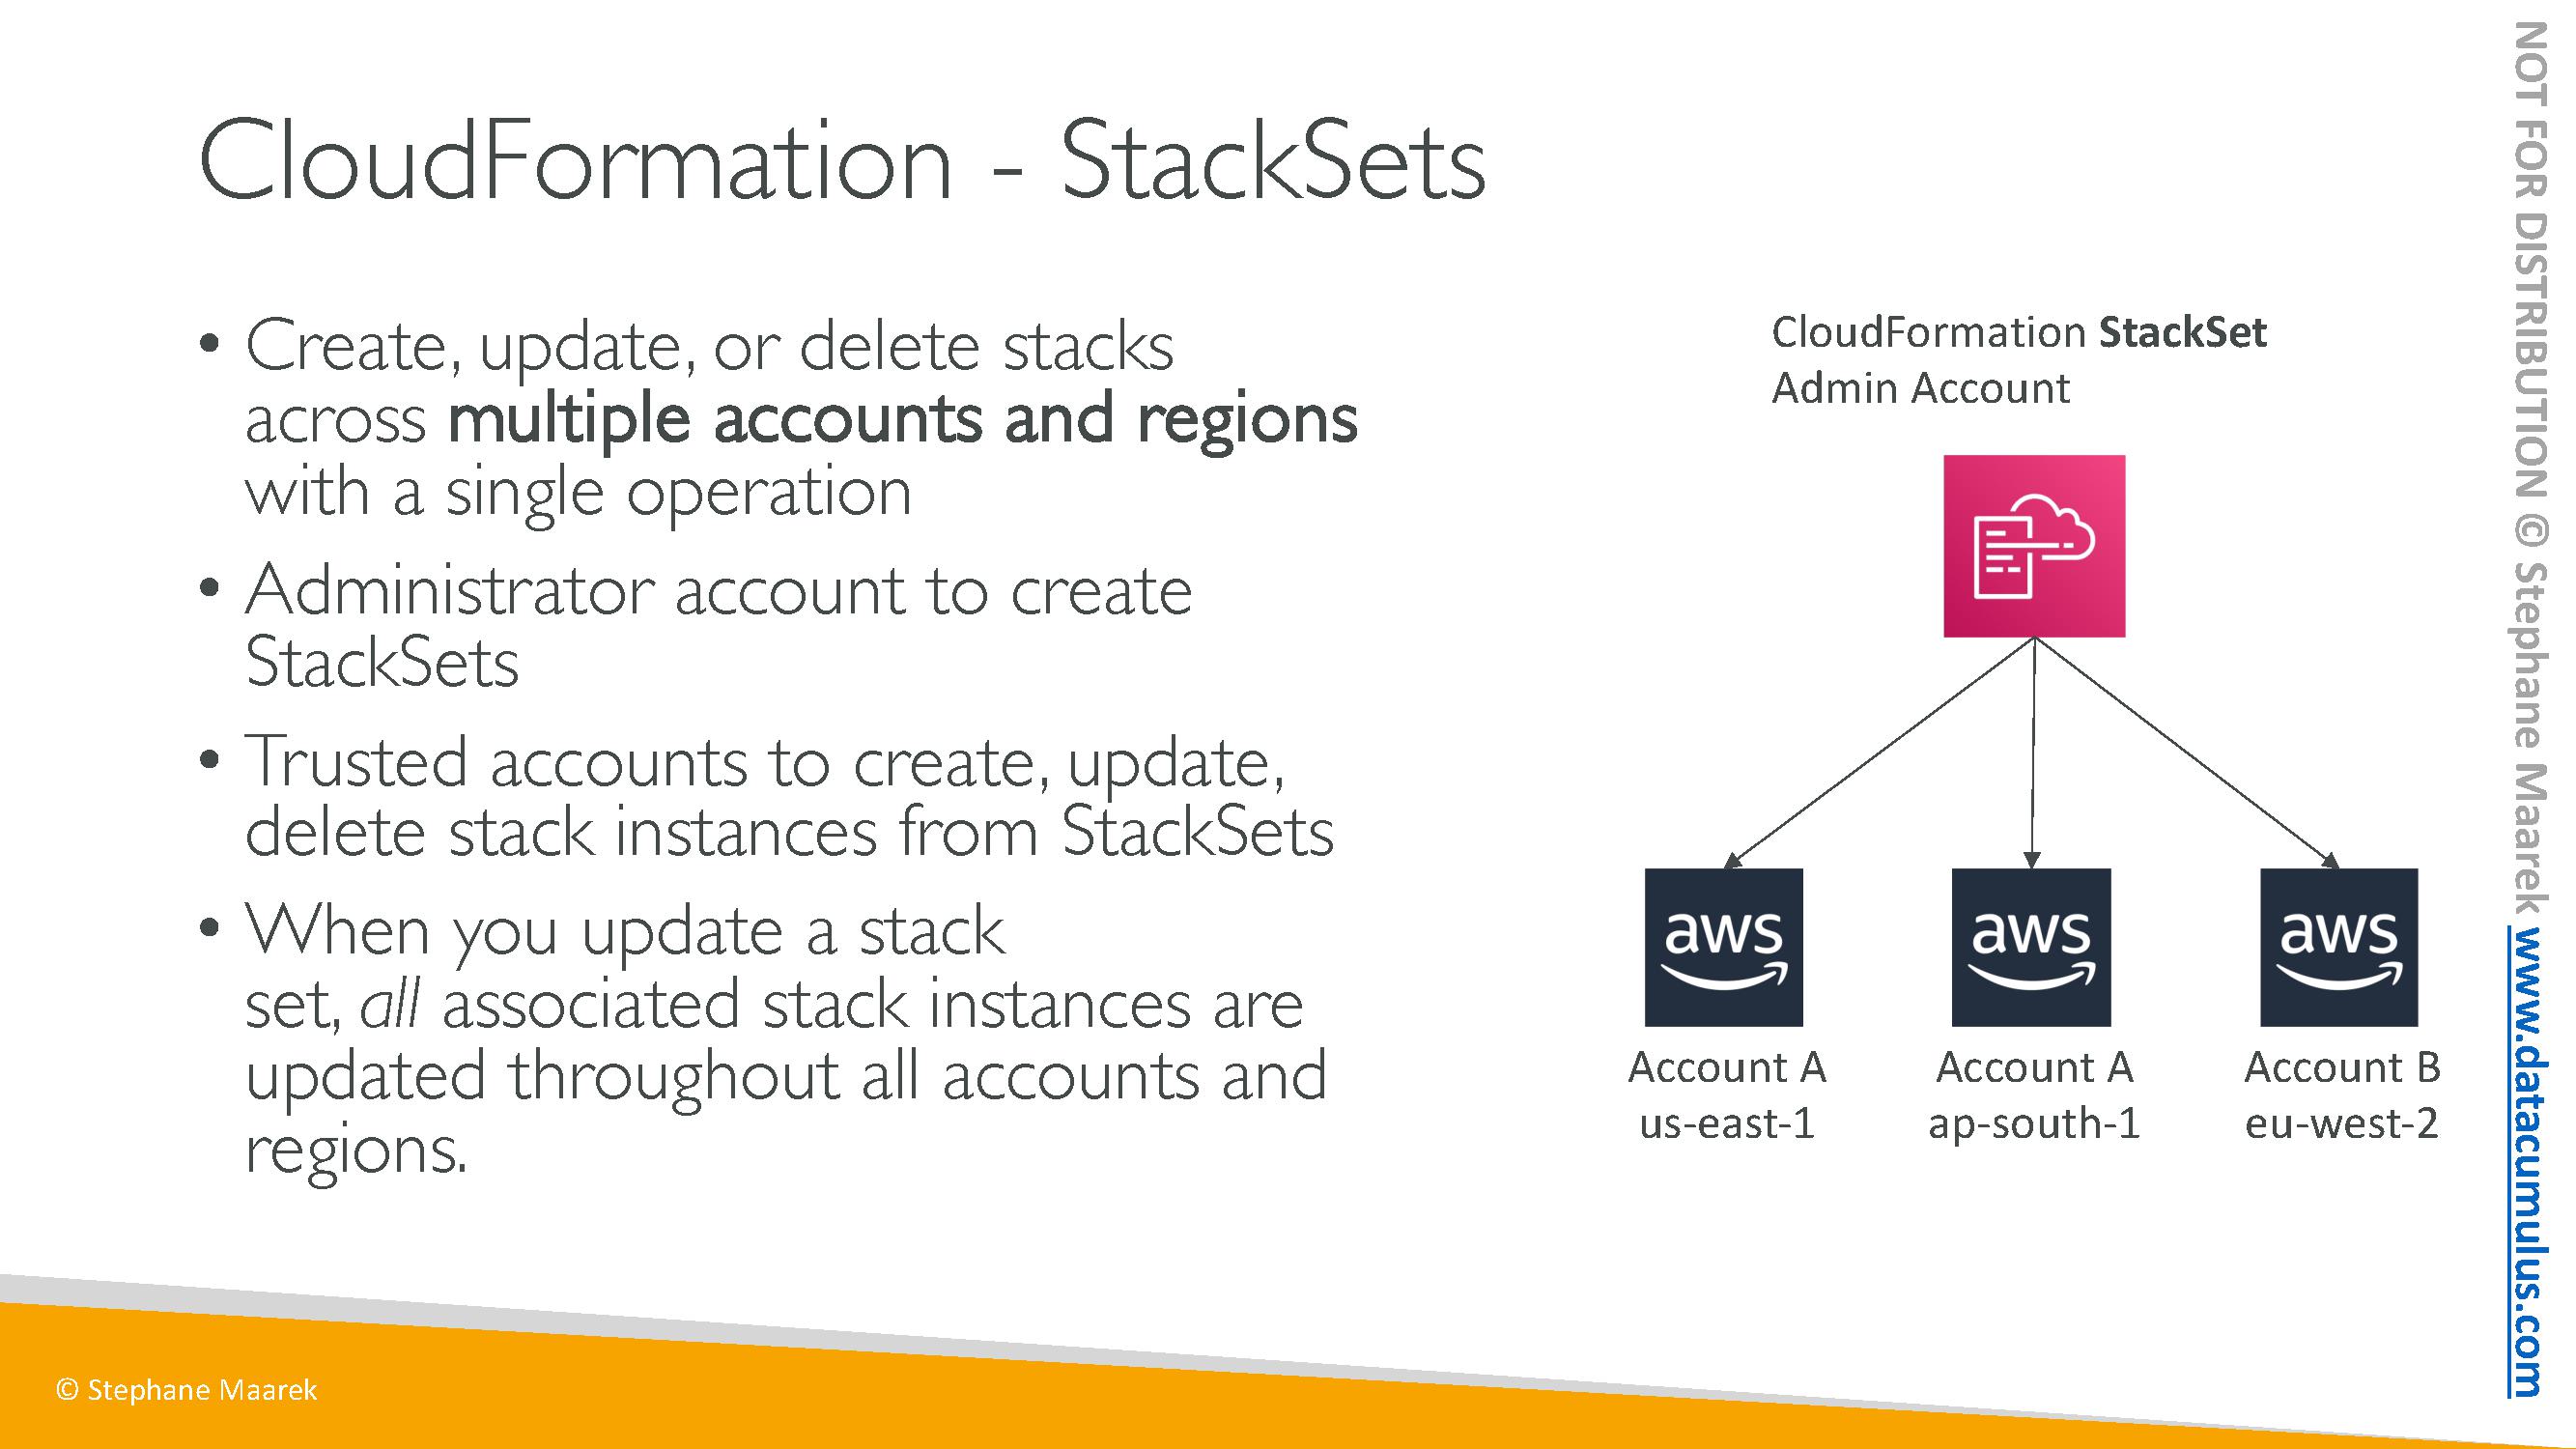 CloudFormation - StackSets
• Create, update, or delete stacks
across multiple accounts and regions
with a single operation
• Administrator account to create
StackSets
• Trusted accounts to create, update,
delete stack instances from StackSets
• When you update a stack
set, all associated stack instances are
updated throughout all accounts and
regions.
CloudFormation StackSet
Admin Account
aws
aws
aws
Account A
us-east-1
Account A
ap-south-1
Account B
eu-west-2
© Stephane Maarek
NOT FOR DISTRIBUTION © Stephane Maarek www.datacumulus.com